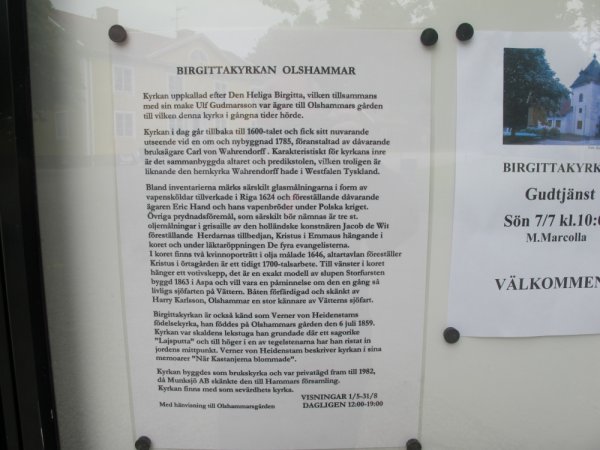 BIRGITTAKYRKAN OLSHAMMAR
Kyrkan uppkallad efter Den Heliga Birgitta, vilken tillsammans
med sin make Ulf Gudmarsson var ägare till Olshammars gården
till vilken denna kyrka i gångna tider hörde.
Kyrkan i dag går tillbaka till 1600-talet och fick sitt nuvarande
utseende vid en om och nybyggnad 1785, föranstaltad av dåvarande
bruksägare Carl von Wahrendorff . Karakteristiskt för kyrkans inre
är det sammanbyggda altaret och predikstolen, vilken troligen är
liknande den hemkyrka Wahrendorff hade i Westfalen Tyskland.
Bland inventarierna märks särskilt glasmålningarna i form av
vapensköldar tillverkade i Riga 1624 och föreställande dåvarande
ägaren Eric Hand och hans vapenbröder under Polska kriget.
Övriga prydnadsföremål, som särskilt bör nämnas är tre st.
oljemålningar i grisaille av den holländske konstnären Jacob de Wit
föreställande Herdarnas tillbedjan, Kristus i Emmaus hängande i
koret och under läktaröppningen De fyra evangelisterna.
I koret finns två kvinnoporträtt i olja målade 1646, altartavlan föreställer
Kristus i örtagården är ett tidigt 1700-talsarbete. Till vänster i koret
hänger ett votivskepp, det är en exakt modell av slupen Storfursten
byggd 1863 i Aspa och vill vara en påminnelse om den en gång så
livliga sjöfarten på Vättern. Båten förfärdigad och skänkt av
Harry Karlsson, Olshammar en stor kännare av Vätterns sjöfart.
Birgittakyrkan är också känd som Verner von Heidenstams
födelsekyrka, han föddes på Olshammars gården den 6 juli 1859.
Kyrkan var skaldens lekstuga han grundade där ett sagorike
"Lajsputta" och till höger i en av tegelstenarna har han ristat in
jordens mittpunkt. Verner von Heidenstam beskriver kyrkan i sina
memoarer "När Kastanjerna blommade".
Kyrkan byggdes som brukskyrka och var privatägd fram till 1982,
då Munksjö AB skänkte den till Hammars församling.
Kyrkan finns med som sevärdhets kyrka.
VISNINGAR 1/5-31/8
Med hänvisning till Olshammarsgården DAGLIGEN 12:00-19:00
BIRGITTAKYRK
Gudtjänst
Sön 7/7 kl.10:0
M.Marcolla
VÄLKOMMEN